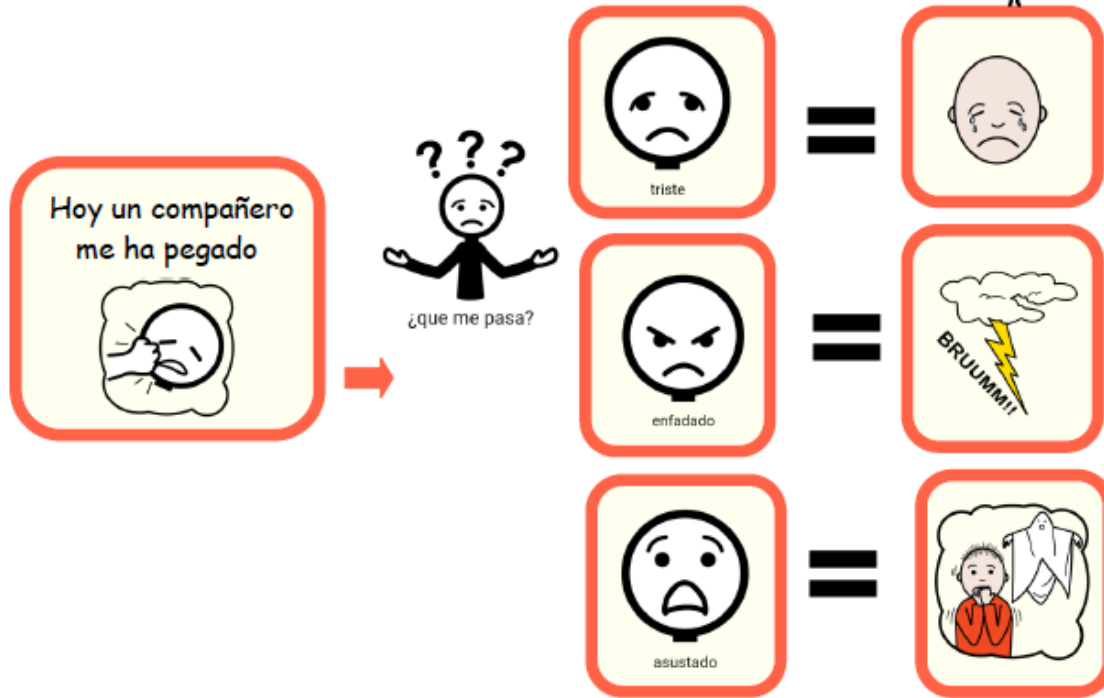 Hoy un compañero
me ha pegado
? ? ?
¿que me pasa?
triste
=
enfadado
=
BRUUMM!!
asustado
=